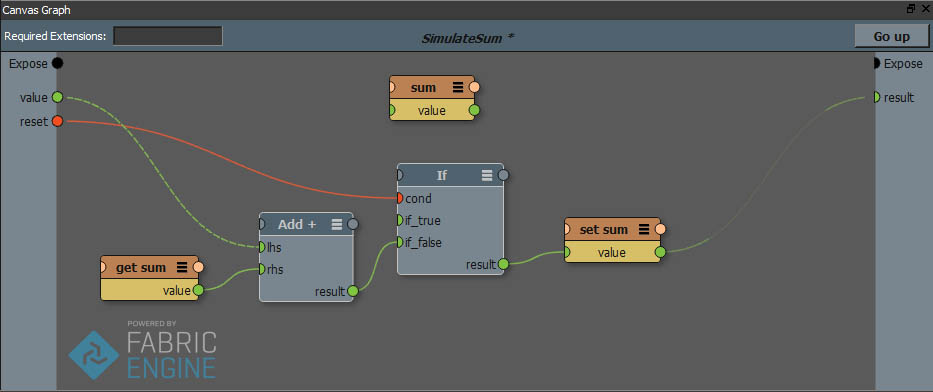 Canvas Graph
Required Extensions:
SimulateSum *
Go up
Expose
Expose
value
result
reset
sum
value
If
cond
if_true
if_false
result
Add +
lhs
rhs
result
set sum
value
get sum
value
POWERED BY
FABRIC
ENGINE